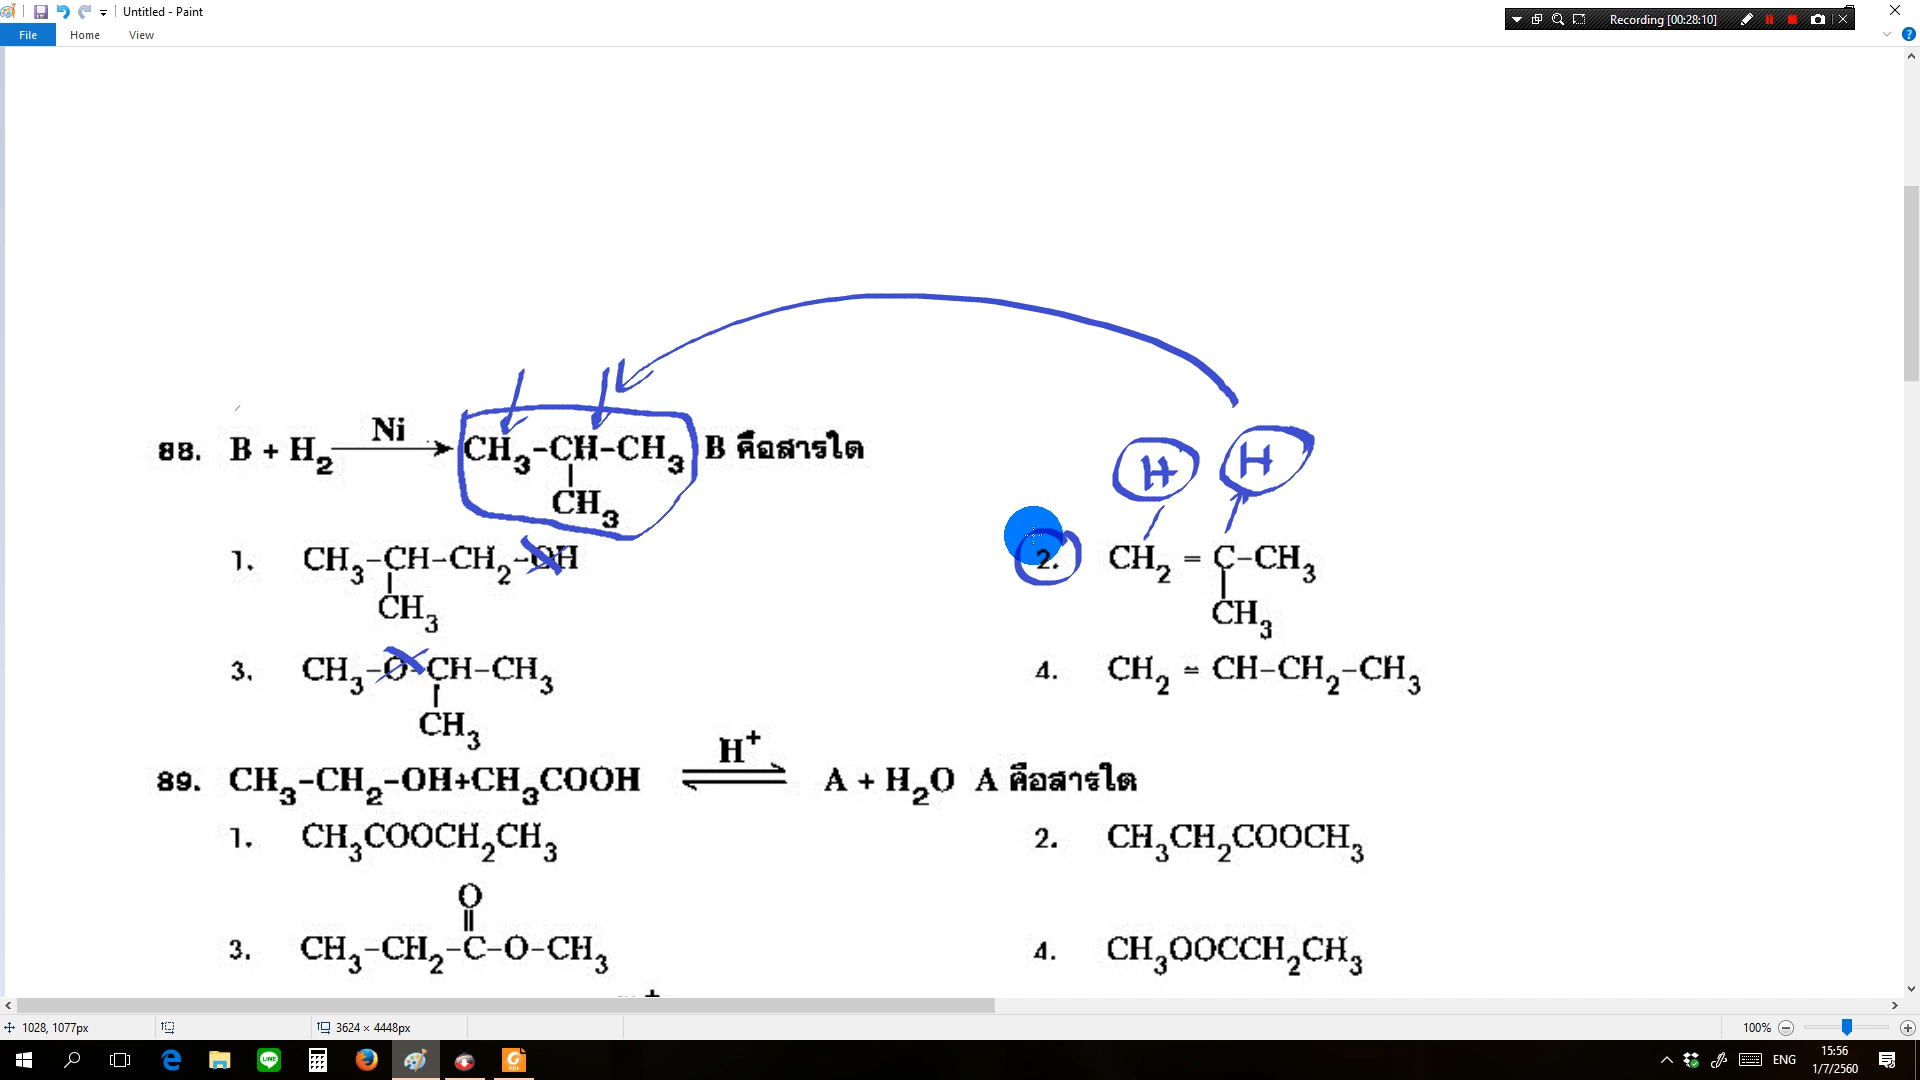 Untitled - Paint
Recording [00:28:10]
File Home View
H H
88. B + H2 Ni CH3-CH-CH3 B คือสารใด
CH3
1. CH3-CH-CH2-OH
CH3
2. CH2 = C-CH3
CH3
3. CH3-O-CH-CH3
CH3
4. CH2 = CH-CH2-CH3
89. CH3-CH2-OH+CH3COOH H+ A + H2O A คือสารใด
1. CH3COOCH2CH3
2. CH3CH2COOCH3
O
3. CH3-CH2-C-O-CH3
4. CH3OOCCH2CH3
1028, 1077px
3624 × 4448px
100%
ENG
15:56
1/7/2560